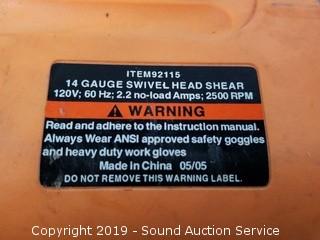 ITEM92115
14 GAUGE SWIVEL HEAD SHEAR
120V; 60 Hz; 2.2 no-load Amps; 2500 RPM
WARNING
Read and adhere to the Instruction manual.
Always Wear ANSI approved safety goggles
and heavy duty work gloves
Made in China 05/05
DO NOT REMOVE THIS WARNING LABEL.
Copyright 2019 - Sound Auction Service